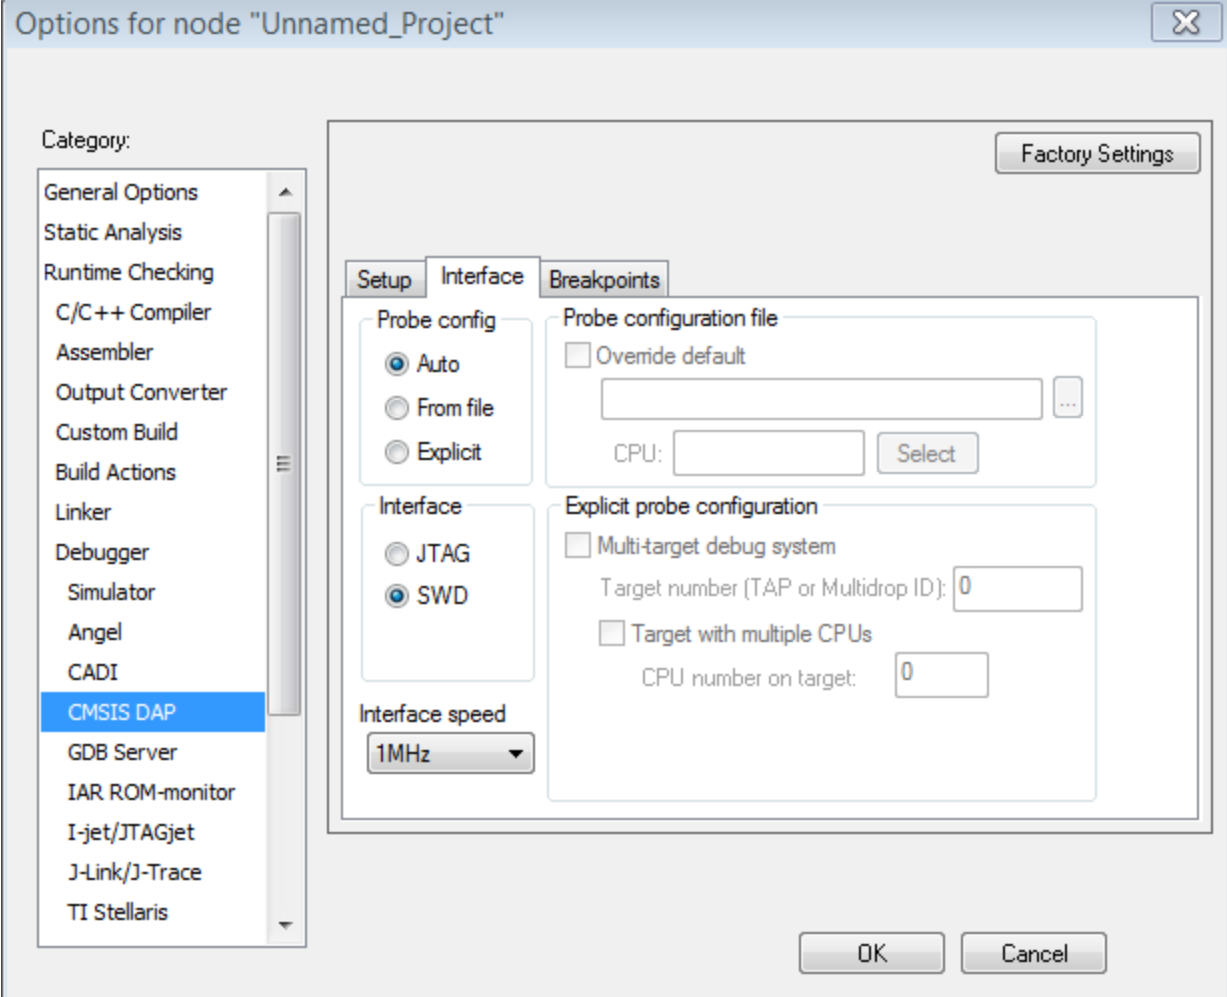 Options for node "Unnamed_Project"
Category:
Factory Settings
General Options
Static Analysis
Runtime Checking
C/C++ Compiler
Assembler
Output Converter
Custom Build
Build Actions
Linker
Debugger
Simulator
Angel
CADI
CMSIS DAP
GDB Server
IAR ROM-monitor
I-jet/JTAGjet
J-Link/J-Trace
TI Stellaris
Setup Interface Breakpoints
Probe config
Auto
From file
Explicit
Probe configuration file
Override default
...
CPU: Select
Interface
JTAG
SWD
Interface speed
1MHz
Explicit probe configuration
Multi-target debug system
Target number (TAP or Multidrop ID): 0
Target with multiple CPUs
CPU number on target: 0
OK Cancel